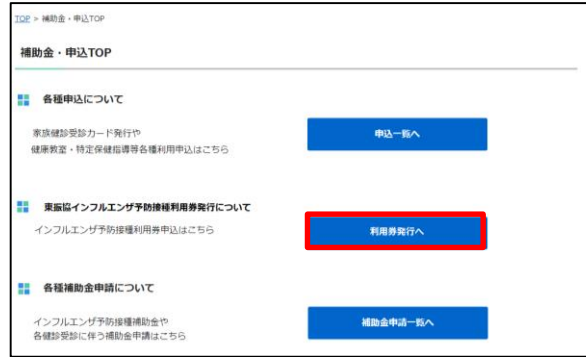 TOP > 補助金・申込TOP
補助金・申込TOP
各種申込について
家族健診受診カード発行や
健康教室・特定保健指導等各種利用申込はこちら
申込一覧へ
東振協インフルエンザ予防接種利用券発行について
インフルエンザ予防接種利用券申込はこちら
利用券発行へ
各種補助金申請について
インフルエンザ予防接種補助金や
各健診受診に伴う補助金申請はこちら
補助金申請一覧へ